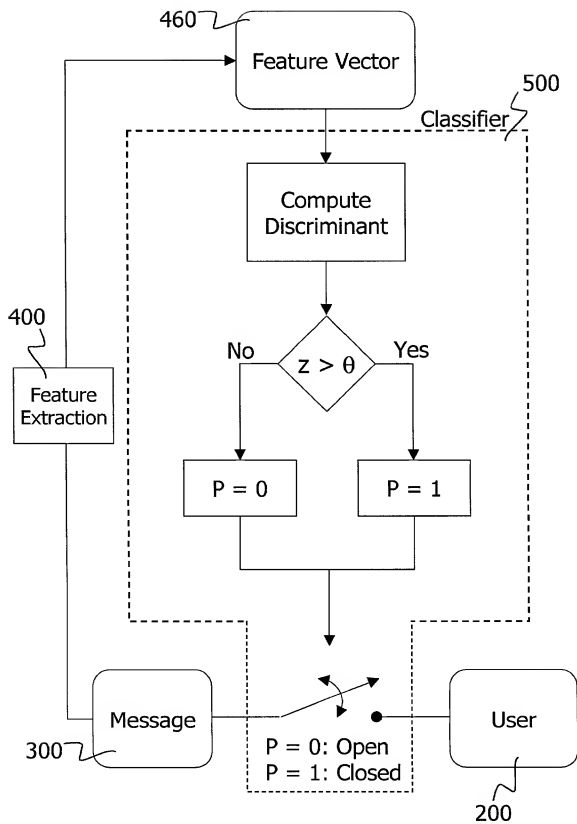 460
Feature Vector
500
Classifier
Compute
Discriminant
400
No
Yes
z > θ
Feature
Extraction
P = 0
P = 1
Message
User
P = 0: Open
P = 1: Closed
300
200